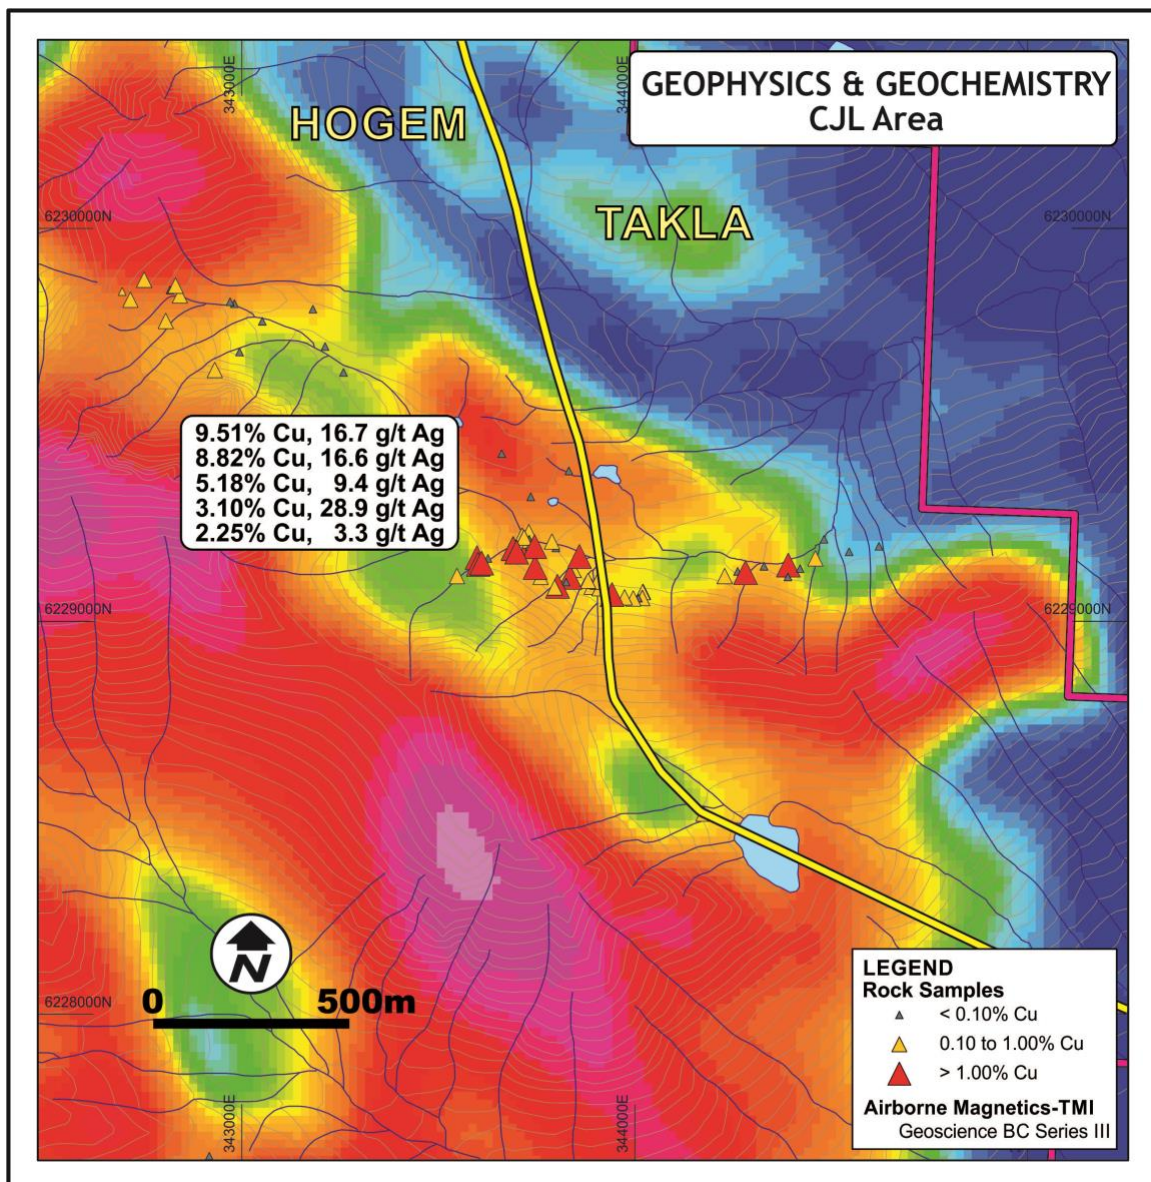 GEOPHYSICS & GEOCHEMISTRY
CJL Area
343000E
344000E
HOGEM
TAKLA
6230000N
6230000N
9.51% Cu, 16.7 g/t Ag
8.82% Cu, 16.6 g/t Ag
5.18% Cu, 9.4 g/t Ag
3.10% Cu, 28.9 g/t Ag
2.25% Cu, 3.3 g/t Ag
6229000N
6229000N
N
0 500m
6228000N
343000E
344000E
LEGEND
Rock Samples
< 0.10% Cu
0.10 to 1.00% Cu
> 1.00% Cu
Airborne Magnetics-TMI
Geoscience BC Series III